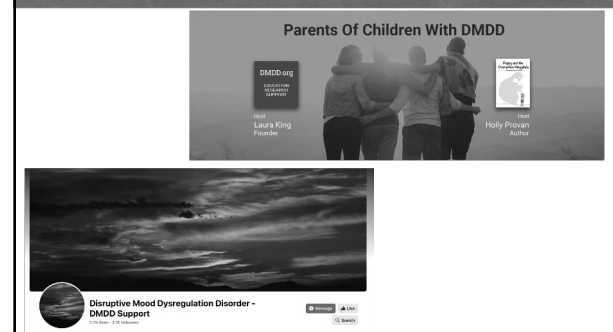 Parents Of Children With DMDD
DMDD.org
EDUCATION
RESEARCH
SUPPORT
Host
Laura King
Founder
Host
Holly Provan
Author
Disruptive Mood Dysregulation Disorder -
DMDD Support
Message
Like
Search